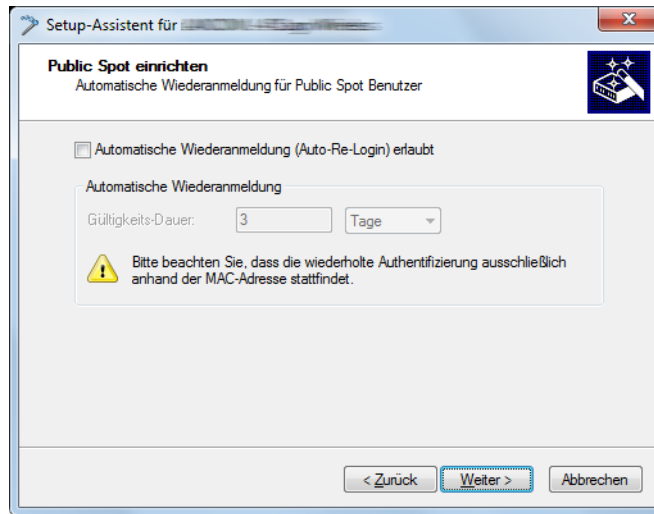 Setup-Assistent für
Public Spot einrichten
Automatische Wiederanmeldung für Public Spot Benutzer
Automatische Wiederanmeldung (Auto-Re-Login) erlaubt
Automatische Wiederanmeldung
Gültigkeits-Dauer:
3
Tage
Bitte beachten Sie, dass die wiederholte Authentifizierung ausschließlich
anhand der MAC-Adresse stattfindet.
< Zurück
Weiter >
Abbrechen